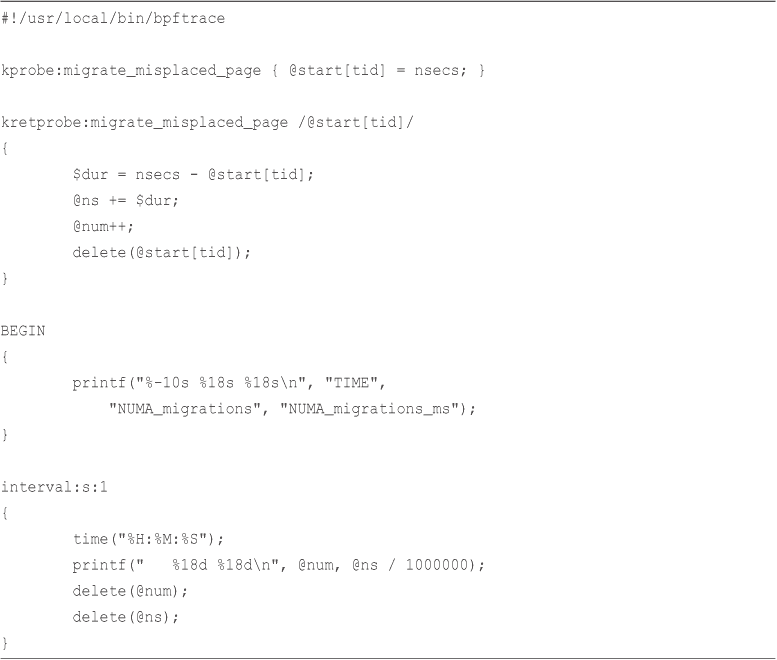 #!/usr/local/bin/bpftrace

kprobe:migrate_misplaced_page { @start[tid] = nsecs; }

kretprobe:migrate_misplaced_page /@start[tid]/
{
        $dur = nsecs - @start[tid];
        @ns += $dur;
        @num++;
        delete(@start[tid]);
}

BEGIN
{
        printf("%-10s %18s %18s\n", "TIME",
            "NUMA_migrations", "NUMA_migrations_ms");
}

interval:s:1
{
        time("%H:%M:%S");
        printf("   %18d %18d\n", @num, @ns / 1000000);
        delete(@num);
        delete(@ns);
}